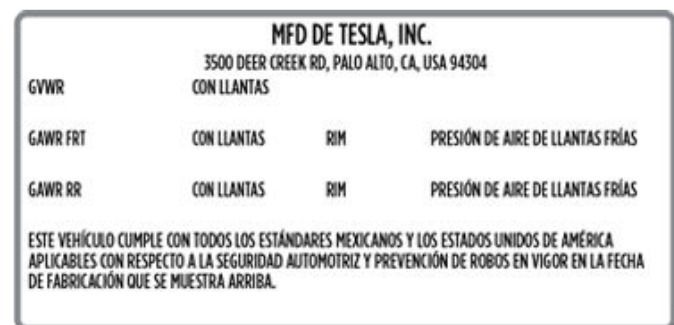 MFD DE TESLA, INC.
3500 DEER CREEK RD, PALO ALTO, CA, USA 94304
GVWR CON LLANTAS
GAWR FRT CON LLANTAS RIM PRESIÓN DE AIRE DE LLANTAS FRÍAS
GAWR RR CON LLANTAS RIM PRESIÓN DE AIRE DE LLANTAS FRÍAS
ESTE VEHÍCULO CUMPLE CON TODOS LOS ESTÁNDARES MEXICANOS Y LOS ESTADOS UNIDOS DE AMÉRICA
APLICABLES CON RESPECTO A LA SEGURIDAD AUTOMOTRIZ Y PREVENCIÓN DE ROBOS EN VIGOR EN LA FECHA
DE FABRICACIÓN QUE SE MUESTRA ARRIBA.